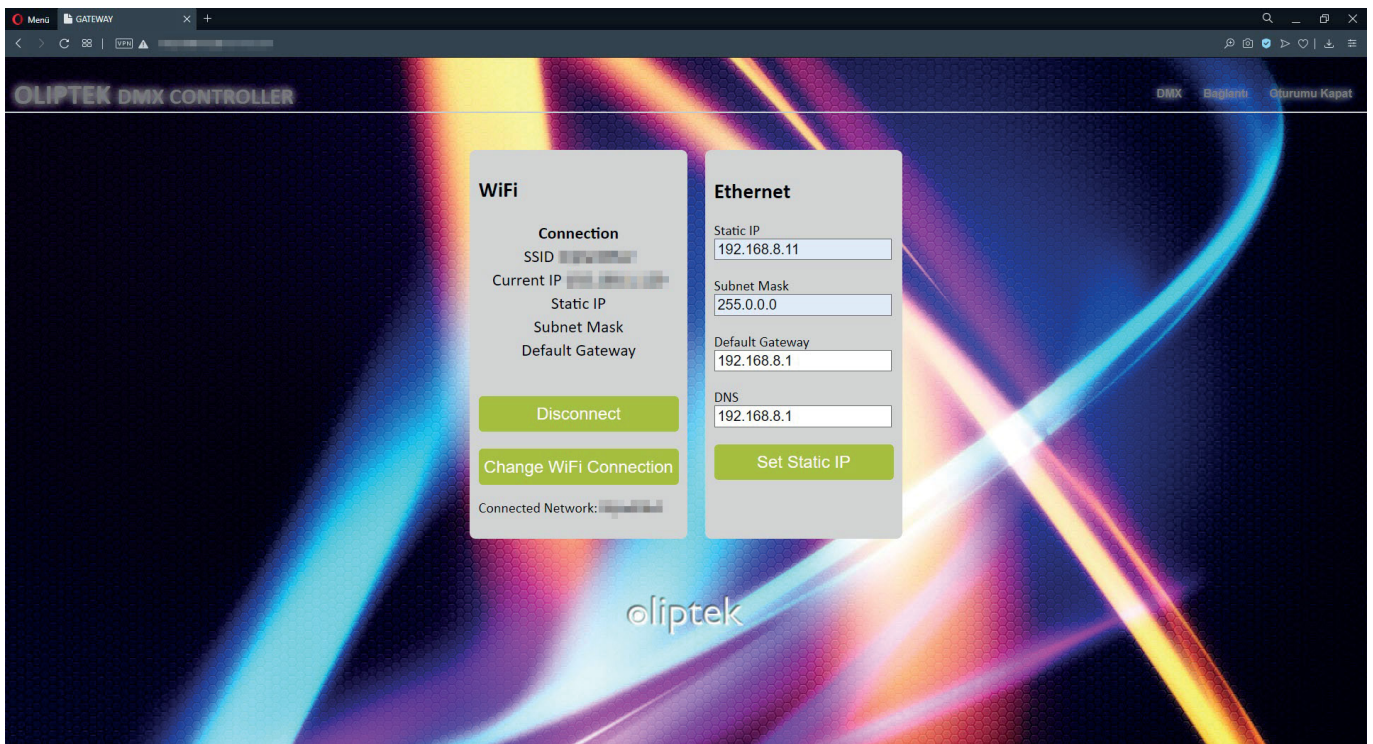 Menü GATEWAY
VPN
OLIPTEK DMX CONTROLLER
DMX Bağlantı Oturumu Kapat
WiFi
Connection
SSID
Current IP
Static IP
Subnet Mask
Default Gateway
Disconnect
Change WiFi Connection
Connected Network:
Ethernet
Static IP
192.168.8.11
Subnet Mask
255.0.0.0
Default Gateway
192.168.8.1
DNS
192.168.8.1
Set Static IP
oliptek